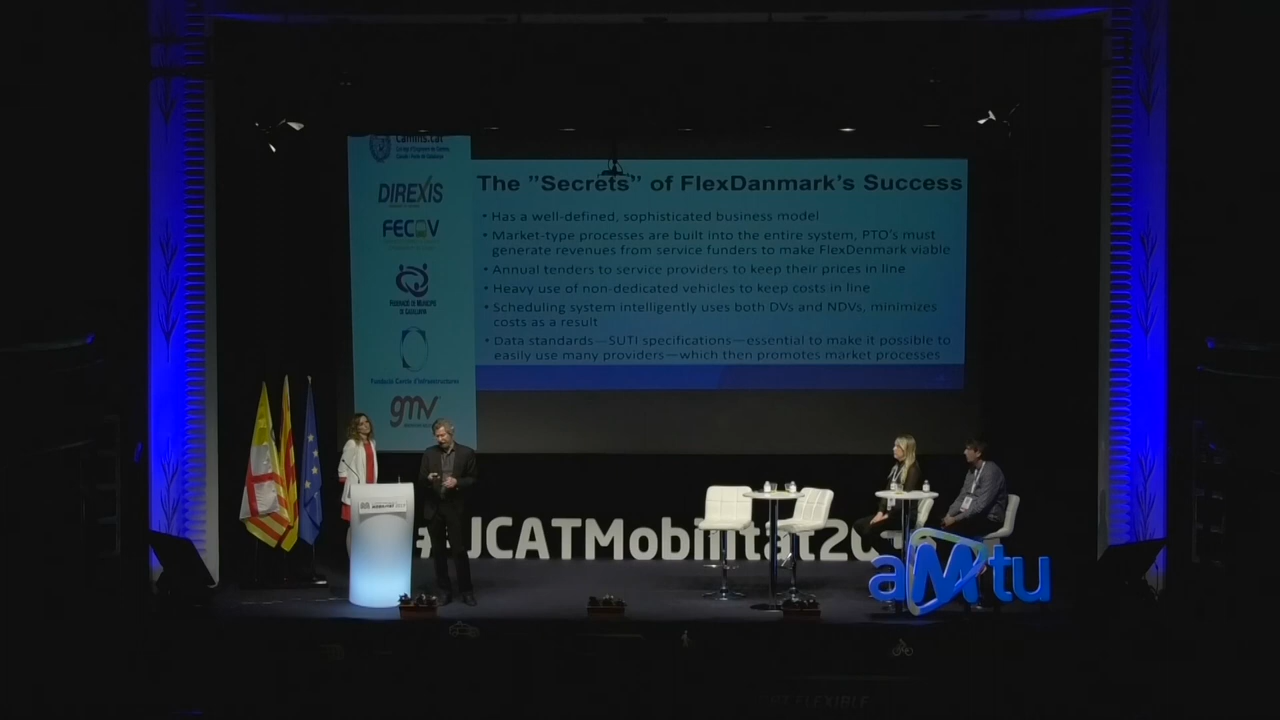 Camins.cat
DIREXIS
FECAV
gmv
The "Secrets” of FlexDanmark's Success
• Has a well-defined, sophisticated business model
• Market-type processes are built into the entire system, PTO's must
generate revenues from service funders to make FlexDenmark viable
• Annual tenders to service providers to keep their prices in line
• Heavy use of non-dedicated vehicles to keep costs in line
• Scheduling system intelligently uses both DVs and NDVs, minimizes
costs as a result
• Data standards—SUTI specifications—essential to make it possible to
easily use many providers—which then promotes market processes
aMtu
FLEXIBLE